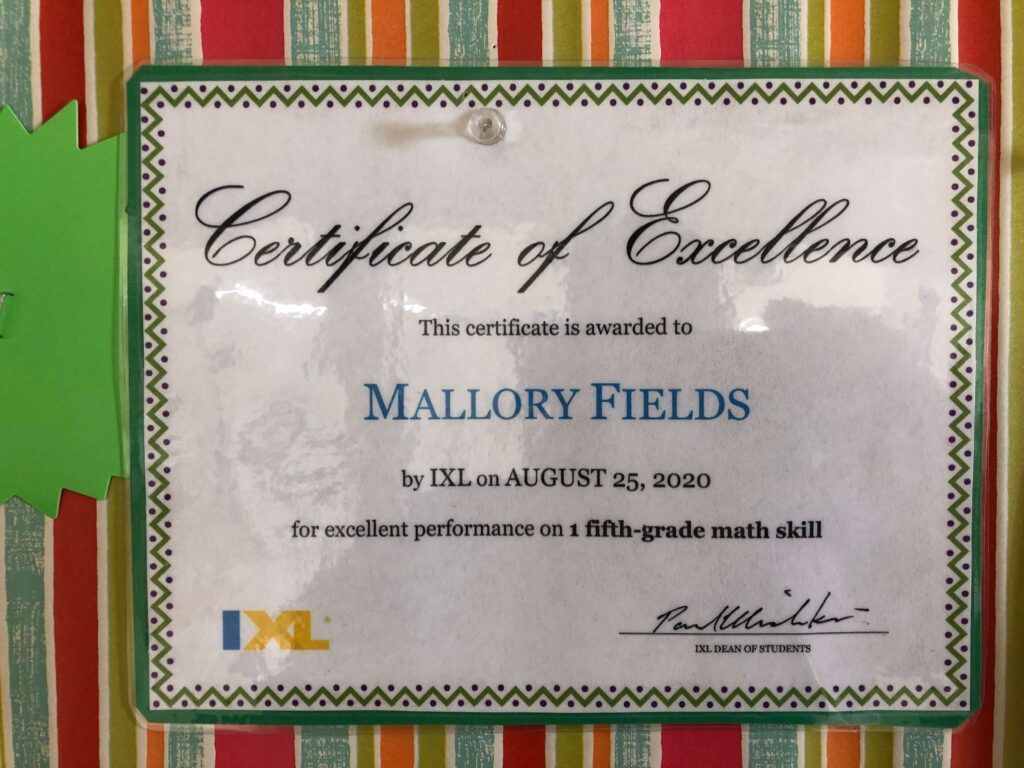 Certificate of Excellence
This certificate is awarded to
MALLORY FIELDS
by IXL on AUGUST 25, 2020
for excellent performance on 1 fifth-grade math skill
IXL
IXL DEAN OF STUDENTS